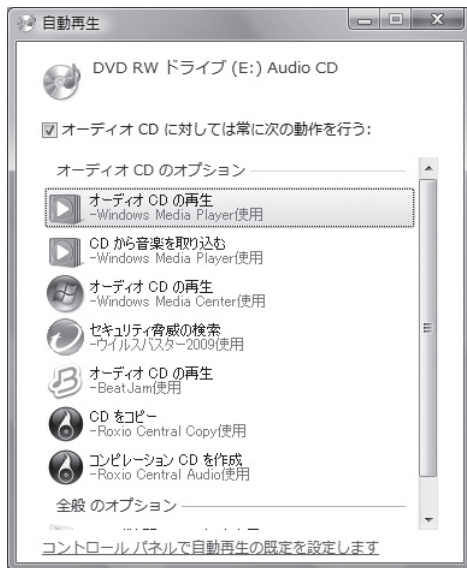 自動再生
DVD RW ドライブ (E:) Audio CD
オーディオ CD に対しては常に次の動作を行う:
オーディオ CD のオプション
オーディオ CD の再生
-Windows Media Player使用
CD から音楽を取り込む
-Windows Media Player使用
オーディオ CD の再生
-Windows Media Center使用
セキュリティ脅威の検索
-ウイルスバスター2009使用
オーディオ CD の再生
-BeatJam使用
CD をコピー
-Roxio Central Copy使用
コンピレーション CD を作成
-Roxio Central Audio使用
全般 のオプション
コントロール パネルで自動再生の既定を設定します